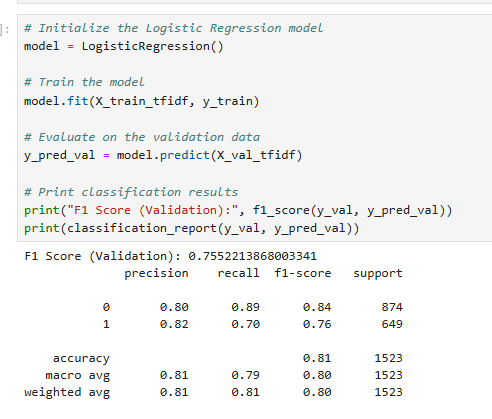 ]:
# Initialize the Logistic Regression model
model = LogisticRegression()
# Train the model
model.fit(X_train_tfidf, y_train)
# Evaluate on the validation data
y_pred_val = model.predict(X_val_tfidf)
# Print classification results
print("F1 Score (Validation):", f1_score(y_val, y_pred_val))
print(classification_report(y_val, y_pred_val))
F1 Score (Validation): 0.7552213868003341
precision recall f1-score support
0 0.80 0.89 0.84 874
1 0.82 0.70 0.76 649
accuracy 0.81 1523
macro avg 0.81 0.79 0.80 1523
weighted avg 0.81 0.81 0.80 1523